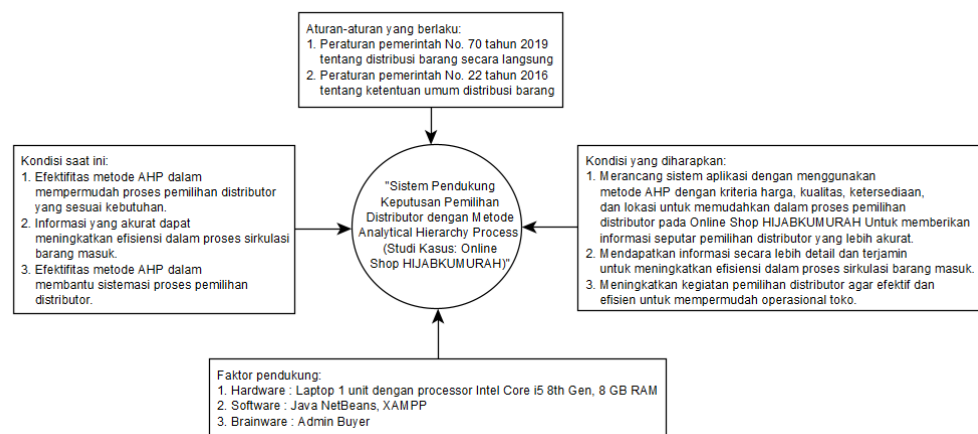 Aturan-aturan yang berlaku:
1. Peraturan pemerintah No. 70 tahun 2019
tentang distribusi barang secara langsung
2. Peraturan pemerintah No. 22 tahun 2016
tentang ketentuan umum distribusi barang
Kondisi saat ini:
1. Efektifitas metode AHP dalam
mempermudah proses pemilihan distributor
yang sesuai kebutuhan.
2. Informasi yang akurat dapat
meningkatkan efisiensi dalam proses sirkulasi
barang masuk.
3. Efektifitas metode AHP dalam
membantu sistemasi proses pemilihan
distributor.
"Sistem Pendukung
Keputusan Pemilihan
Distributor dengan Metode
Analytical Hierarchy Process
(Studi Kasus: Online
Shop HIJABKUMURAH)"
Kondisi yang diharapkan:
1. Merancang sistem aplikasi dengan menggunakan
metode AHP dengan kriteria harga, kualitas, ketersediaan,
dan lokasi untuk memudahkan dalam proses pemilihan
distributor pada Online Shop HIJABKUMURAH Untuk memberikan
informasi seputar pemilihan distributor yang lebih akurat.
2. Mendapatkan informasi secara lebih detail dan terjamin
untuk meningkatkan efisiensi dalam proses sirkulasi barang masuk.
3. Meningkatkan kegiatan pemilihan distributor agar efektif dan
efisien untuk mempermudah operasional toko.
Faktor pendukung:
1. Hardware : Laptop 1 unit dengan processor Intel Core i5 8th Gen, 8 GB RAM
2. Software : Java NetBeans, XAMPP
3. Brainware : Admin Buyer